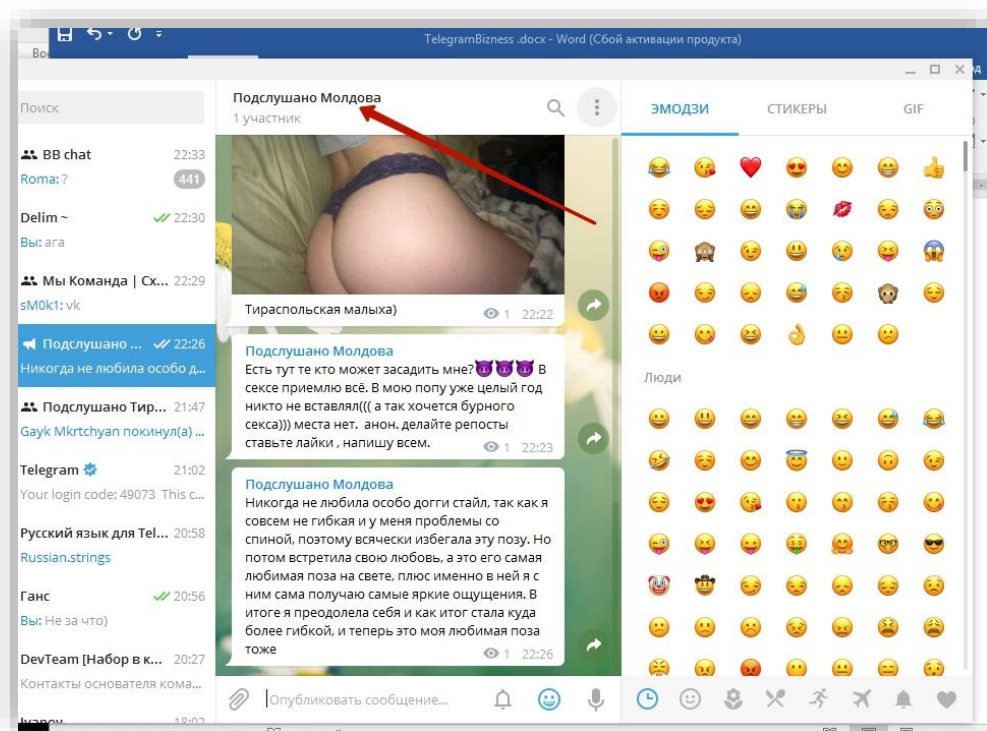 TelegramBizness .docx - Word (Сбой активации продукта)
Поиск
BB chat 22:33
Roma: ? 441
Delim ~ 22:30
Вы: ага
Мы Команда | Сх... 22:29
sM0k1: vk
Подслушано ... 22:26
Никогда не любила особо д...
Подслушано Тир... 21:47
Gayk Mkrtchyan покинул(а) ...
Telegram 21:02
Your login code: 49073 This c...
Русский язык для Tel... 20:58
Russian.strings
Ганс 20:56
Вы: Не за что)
DevTeam [Набор в к... 20:27
Контакты основателя кома...
Ivanov 18:02
Подслушано Молдова
1 участник
Тираспольская малыха)
1 22:22
Подслушано Молдова
Есть тут те кто может засадить мне? В
сексе приемлю всё. В мою попу уже целый год
никто не вставлял((( а так хочется бурного
секса))) места нет. анон. делайте репосты
ставьте лайки , напишу всем.
1 22:23
Подслушано Молдова
Никогда не любила особо догги стайл, так как я
совсем не гибкая и у меня проблемы со
спиной, поэтому всячески избегала эту позу. Но
потом встретила свою любовь, а это его самая
любимая поза на свете, плюс именно в ней я с
ним сама получаю самые яркие ощущения. В
итоге я преодолела себя и как итог стала куда
более гибкой, и теперь это моя любимая поза
тоже
1 22:26
Опубликовать сообщение...
ЭМОДЗИ СТИКЕРЫ GIF
Люди